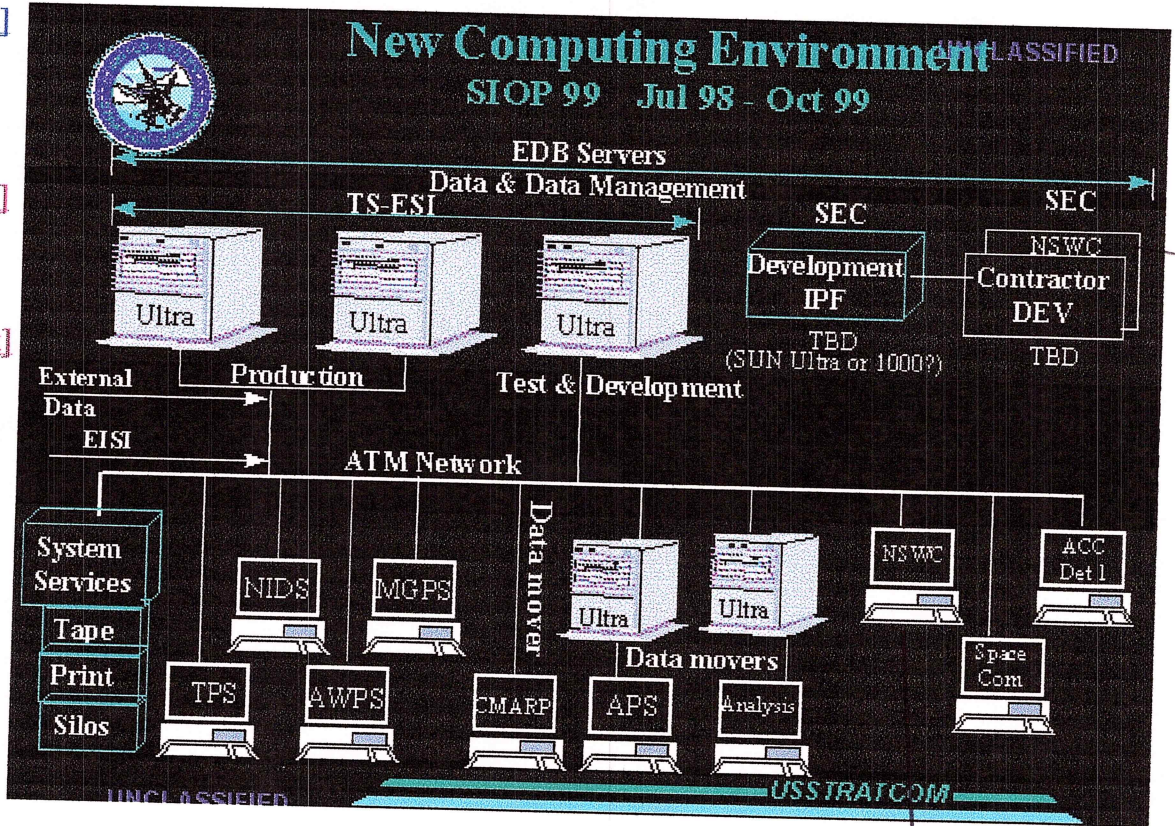 New Computing Environment
UNCLASSIFIED
SIOP 99 Jul 98 - Oct 99
EDB Servers
Data & Data Management
TS-ESI
SEC
SEC
Ultra
Ultra
Ultra
Development
IPF
TBD
(SUN Ultra or 1000?)
NSWC
Contractor
DEV
TBD
Production
Test & Development
External
Data
EISI
ATM Network
System
Services
Tape
Print
Silos
NIDS
MGPS
Data mover
Ultra
Ultra
Data movers
NSWC
ACC
Det 1
Space
Com
TPS
AWPS
CMARP
APS
Analysis
USSTRATCOM
UNCLASSIFIED